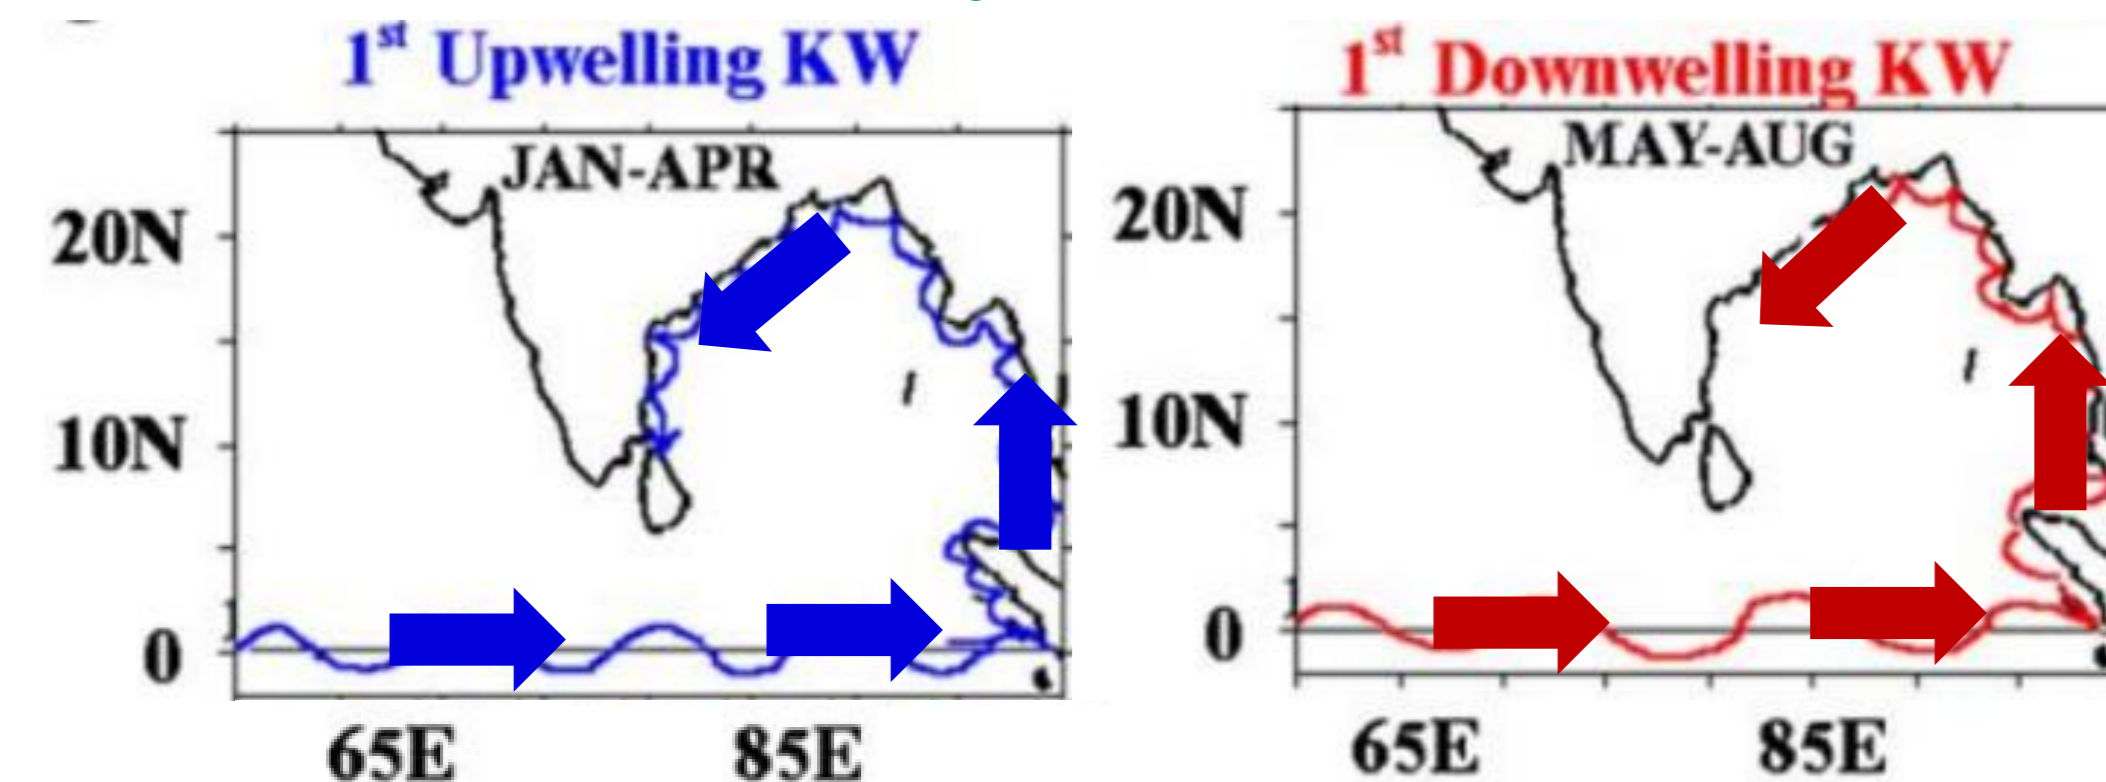 1st Upwelling KW
JAN-APR
20N
10N
0
65E 85E
1st Downwelling KW
MAY-AUG
20N
10N
0
65E 85E